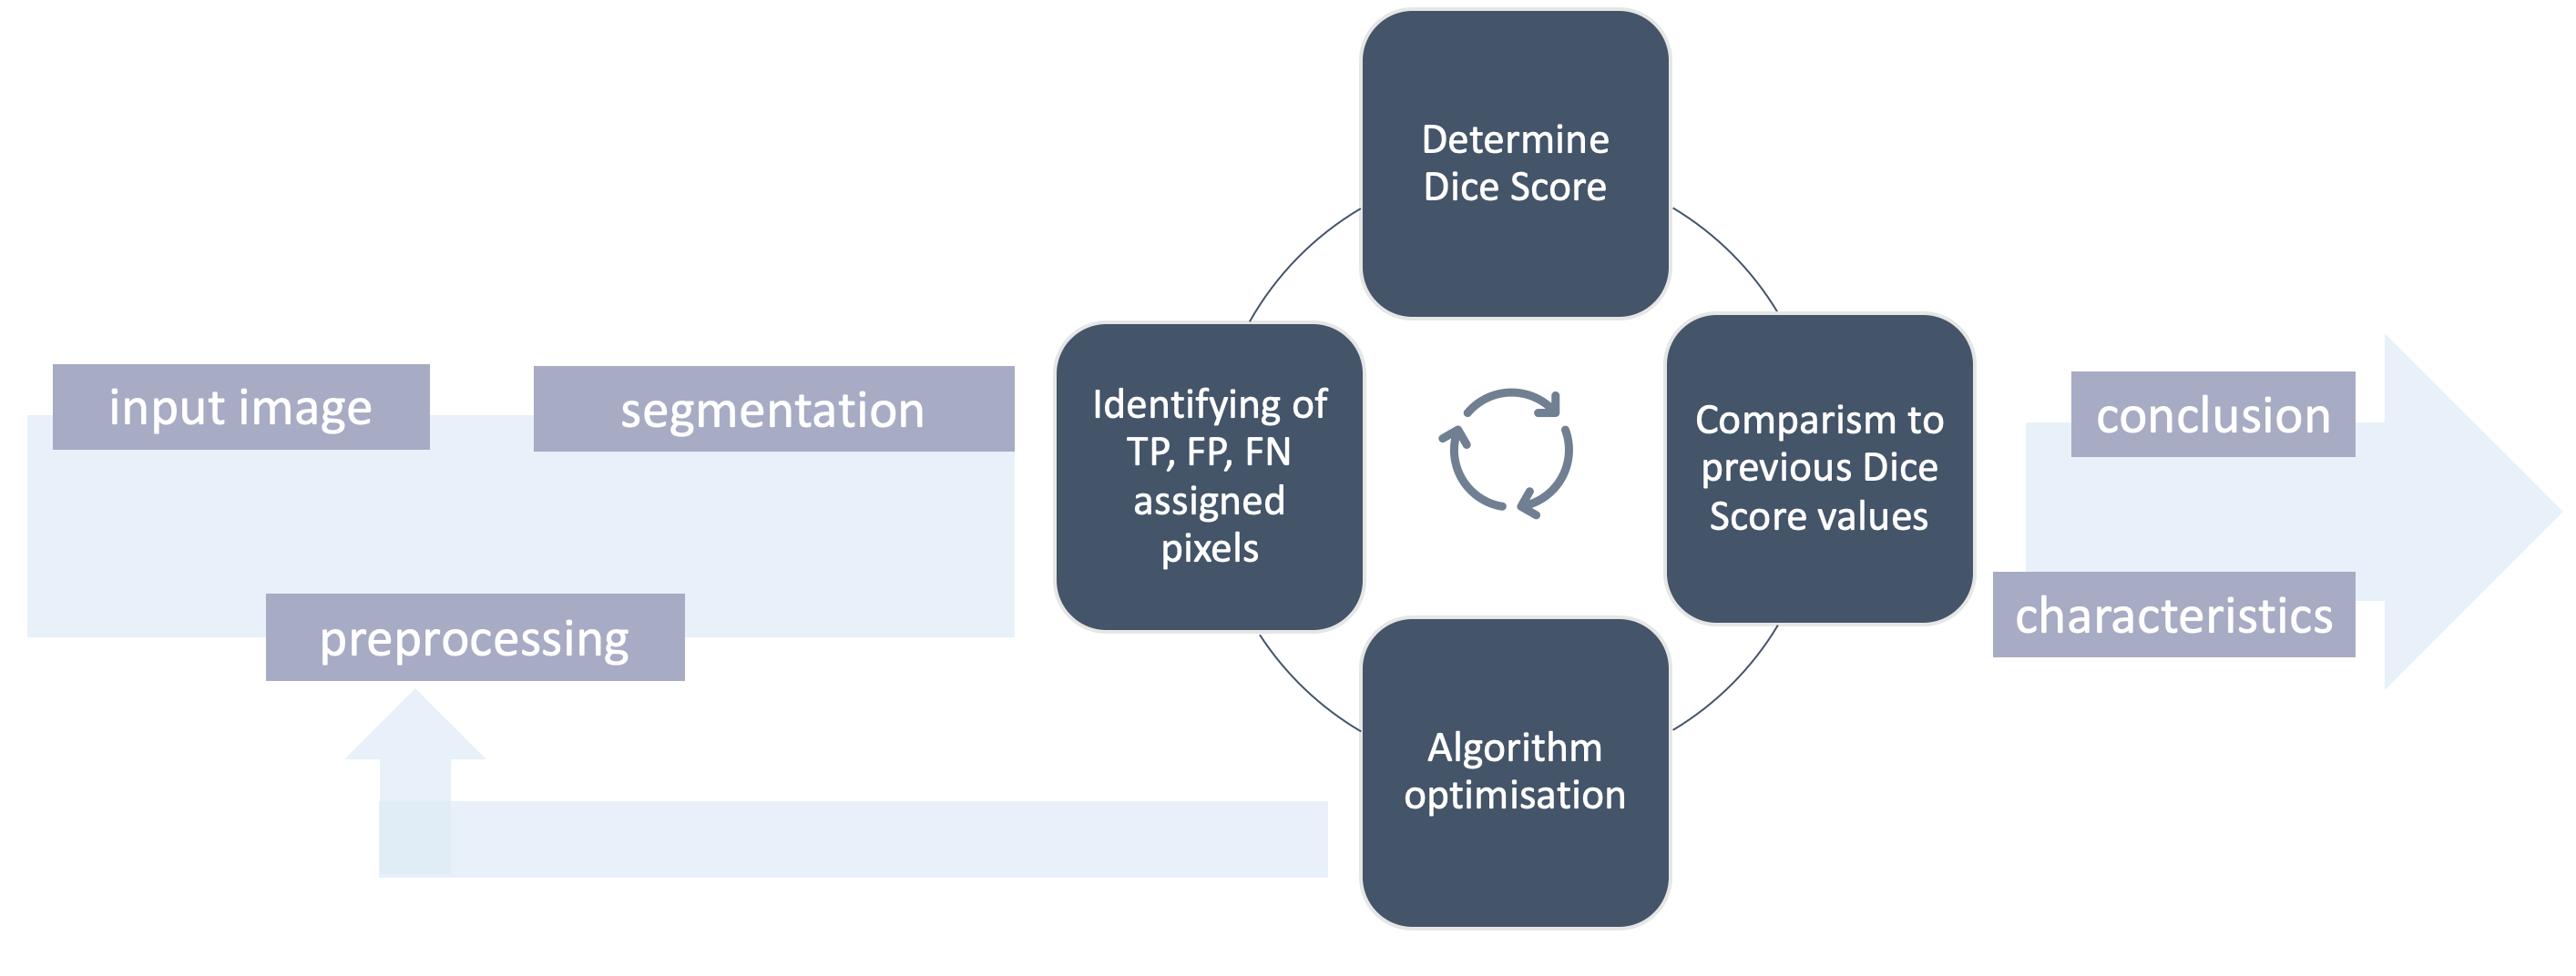 input image
preprocessing
segmentation
Identifying of
TP, FP, FN
assigned
pixels
Determine
Dice Score
Comparism to
previous Dice
Score values
Algorithm
optimisation
conclusion
characteristics